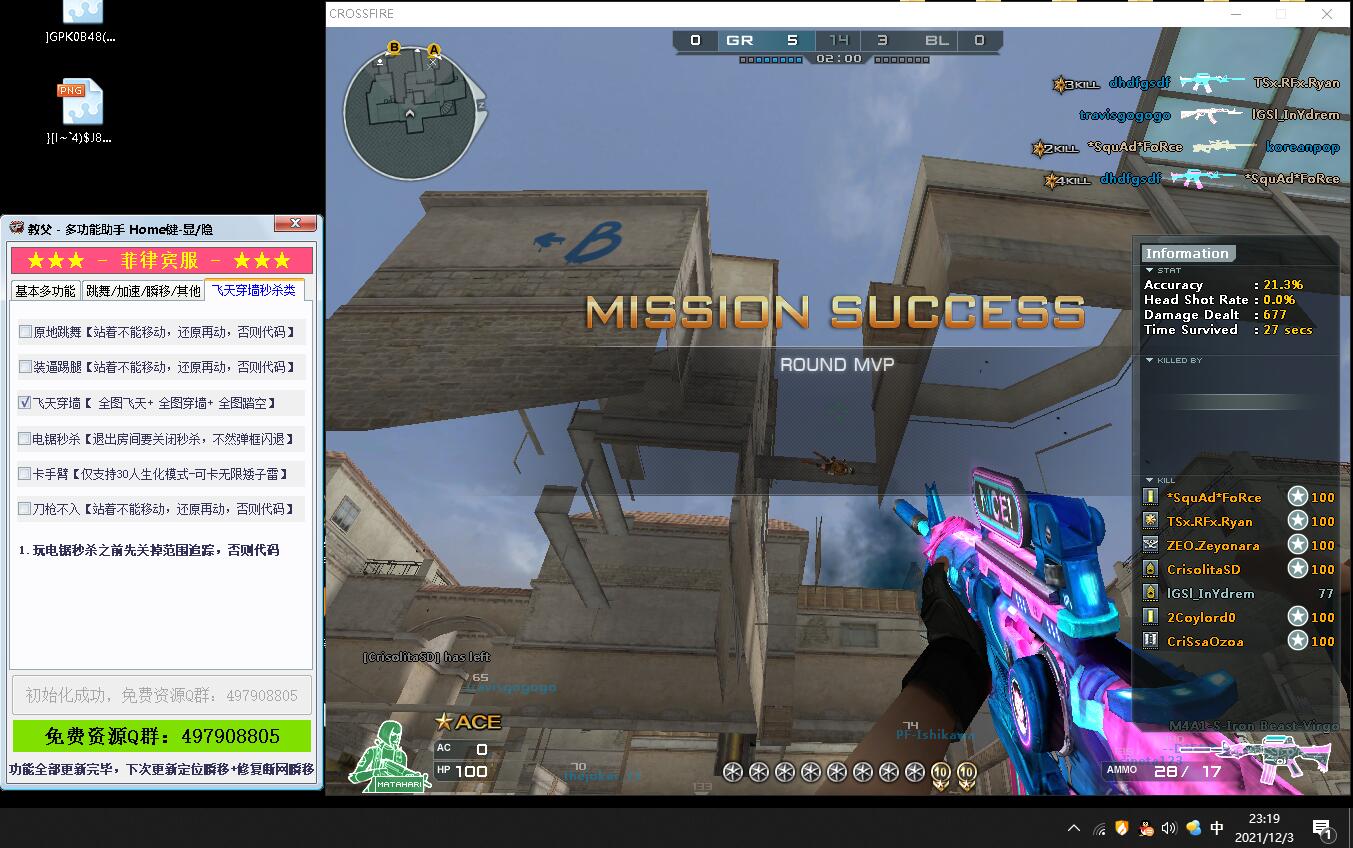 ]GPK0B48(...
PNG
}[I~`4)$J8...
教父 - 多功能助手 Home键-显/隐
★★★ - 菲律宾服 - ★★★
基本多功能 跳舞/加速/瞬移/其他 飞天穿墙秒杀类
原地跳舞【站着不能移动，还原再动，否则代码】
装逼踢腿【站着不能移动，还原再动，否则代码】
飞天穿墙【 全图飞天+ 全图穿墙+ 全图踏空】
电锯秒杀【退出房间要关闭秒杀，不然弹框闪退】
卡手臂【仅支持30人生化模式-可卡无限矮子雷】
刀枪不入【站着不能移动，还原再动，否则代码】
1.玩电锯秒杀之前先关掉范围追踪，否则代码
初始化成功，免费资源Q群：497908805
免费资源Q群：497908805
功能全部更新完毕，下次更新定位瞬移+修复断网瞬移
CROSSFIRE
0 GR 5 14 3 BL 0
02:00
B A
Z
3KILL dhdfgsdf TSx.RFx.Ryan
travisgogogo lGSl_InYdrem
2KILL *SquAd*FoRce koreanpop
4KILL dhdfgsdf *SquAd*FoRce
←B
MISSION SUCCESS
ROUND MVP
Information
STAT
Accuracy : 21.3%
Head Shot Rate : 0.0%
Damage Dealt : 677
Time Survived : 27 secs
KILLED BY
KILL
*SquAd*FoRce 100
TSx.RFx.Ryan 100
ZEO.Zeyonara 100
CrisolitaSD 100
lGSl_InYdrem 77
2Coylord0 100
CriSsaOzoa 100
NICE!
[CrisolitaSD] has left
65
travisgogogo
ACE
AC 0
HP 100
MATAHARI
70
thejoker_11
74
PF-Ishikawa
133
10 10
M4A1-S-Iron Beast-Virgo
AMMO 28/ 17
中
23:19
2021/12/3
1